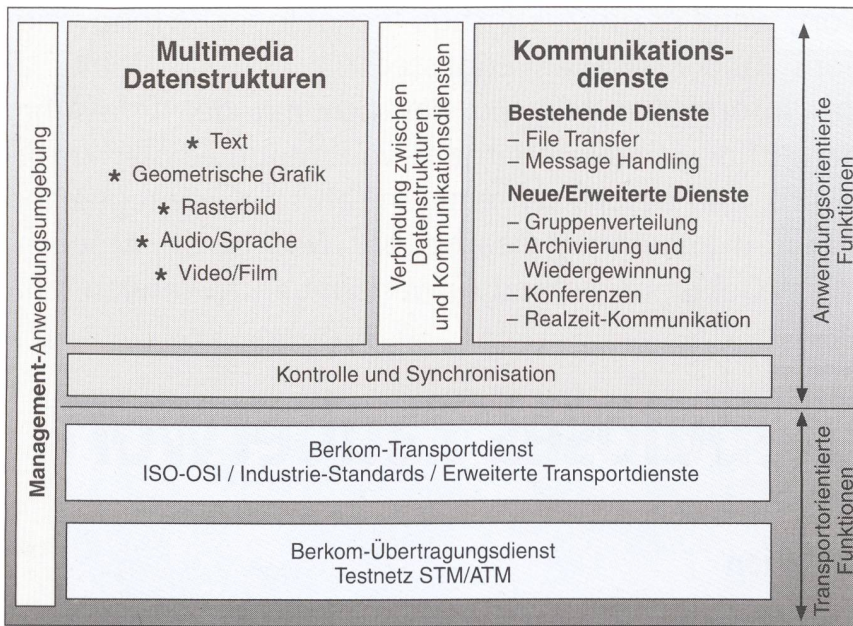 Management-Anwendungsumgebung
Multimedia
Datenstrukturen
★ Text
★ Geometrische Grafik
★ Rasterbild
★ Audio/Sprache
★ Video/Film
Verbindung zwischen
Datenstrukturen
und Kommunikationsdiensten
Kommunikations-
dienste
Bestehende Dienste
– File Transfer
– Message Handling
Neue/Erweiterte Dienste
– Gruppenverteilung
– Archivierung und
Wiedergewinnung
– Konferenzen
– Realzeit-Kommunikation
Kontrolle und Synchronisation
Anwendungsorientierte
Funktionen
Berkom-Transportdienst
ISO-OSI / Industrie-Standards / Erweiterte Transportdienste
Berkom-Übertragungsdienst
Testnetz STM/ATM
Transportorientierte
Funktionen